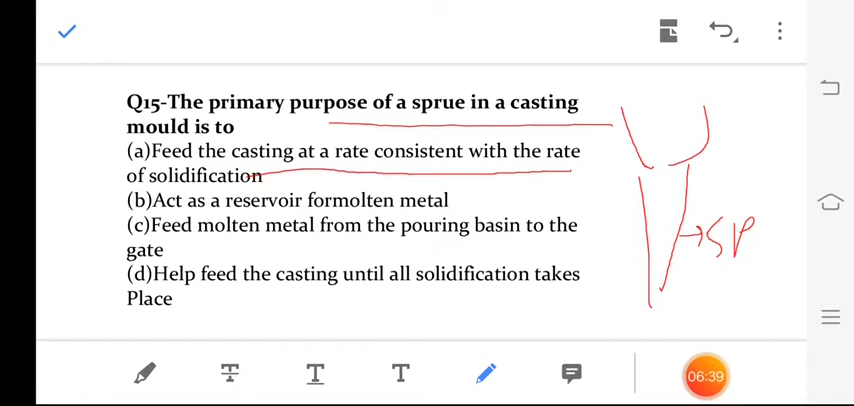 Q15-The primary purpose of a sprue in a casting
mould is to
(a)Feed the casting at a rate consistent with the rate
of solidification
(b)Act as a reservoir formolten metal
(c)Feed molten metal from the pouring basin to the
gate
(d)Help feed the casting until all solidification takes
Place
SP
T
T
T
06:39